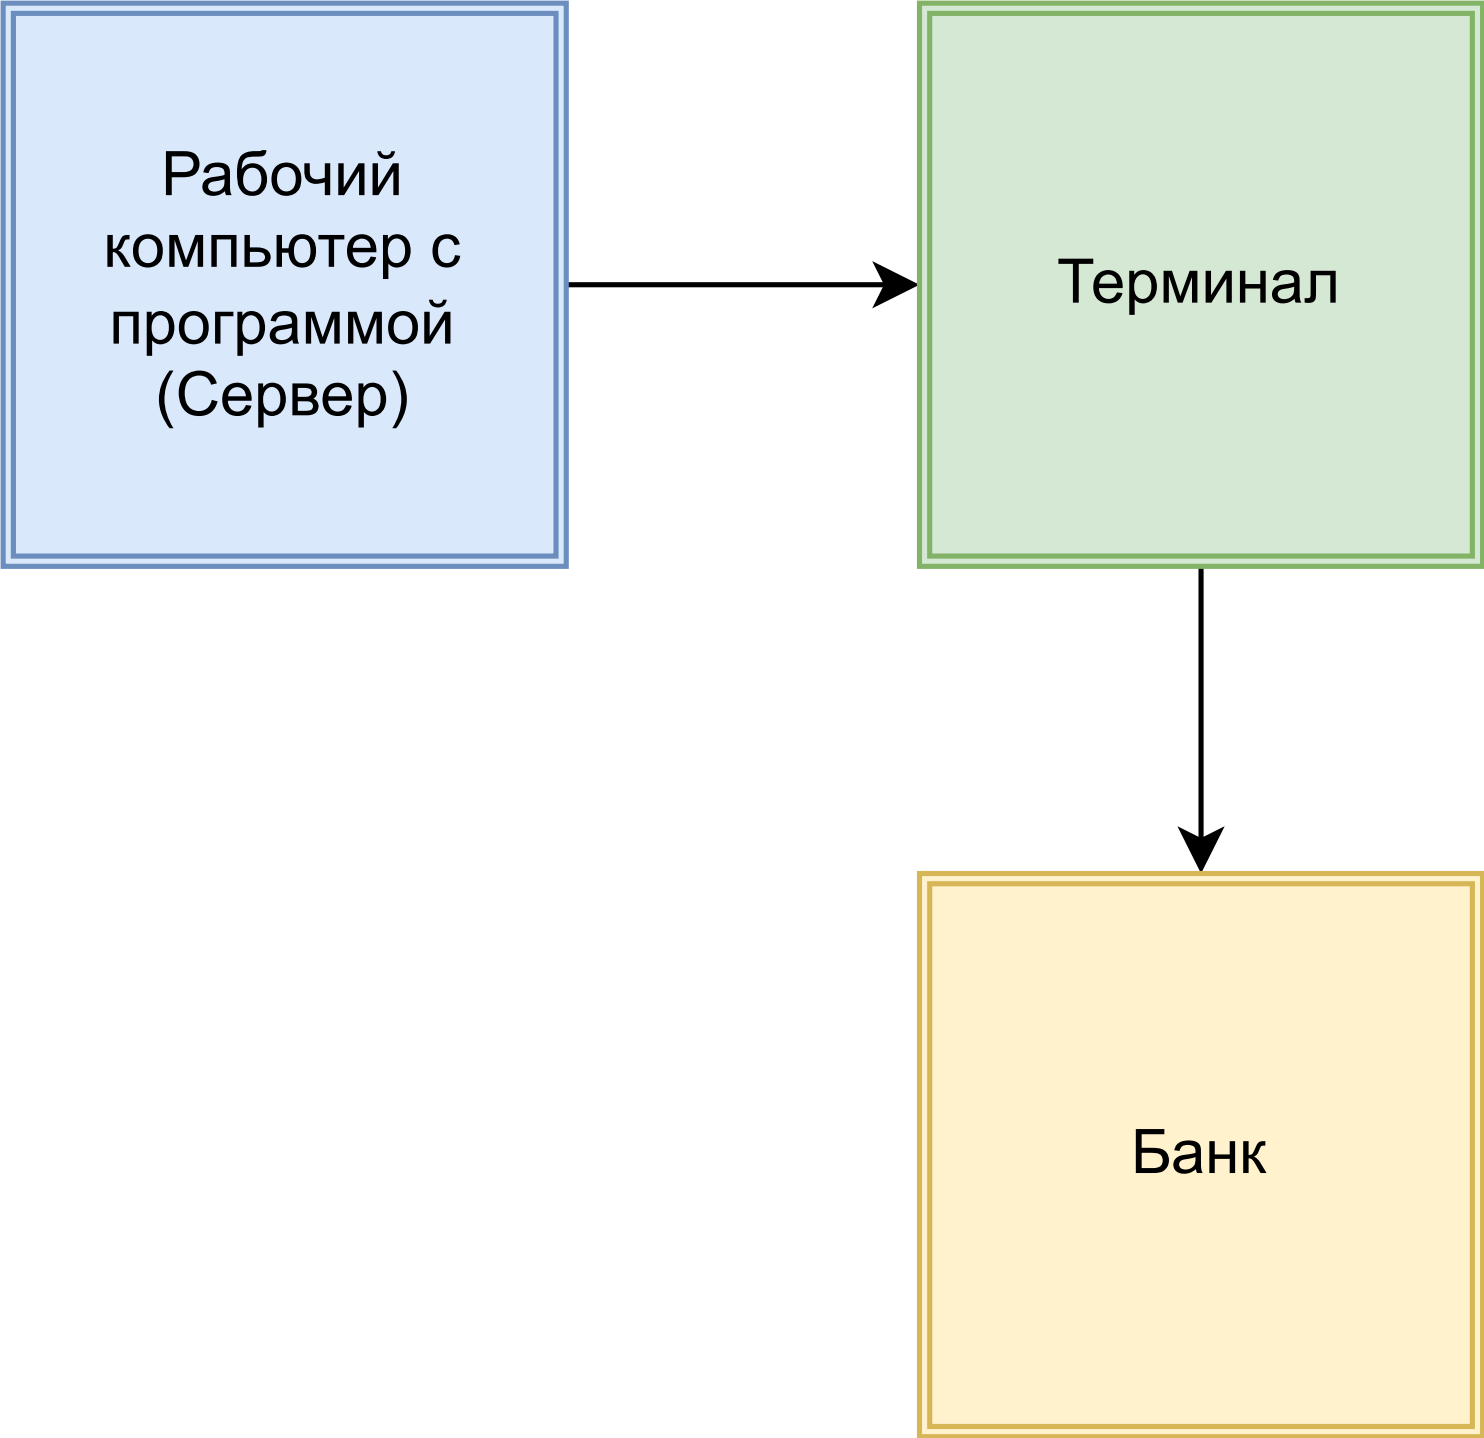 Рабочий
компьютер с
программой
(Сервер)
Терминал
Банк